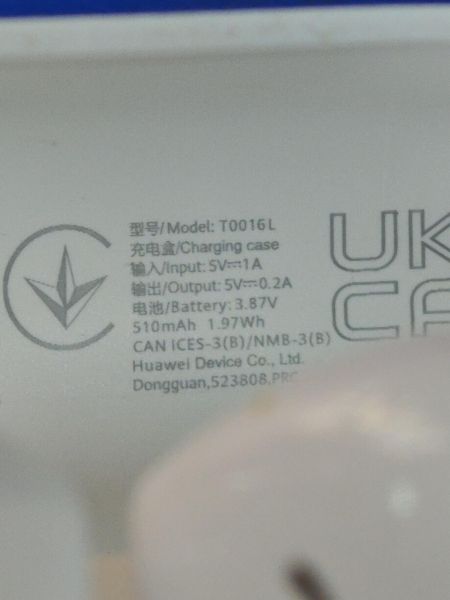 型号/Model: T0016L
充电盒/Charging case
输入/Input: 5V⎓1A
输出/Output: 5V⎓0.2A
电池/Battery: 3.87V
510mAh 1.97Wh
CAN ICES-3(B)/NMB-3(B)
Huawei Device Co., Ltd.
Dongguan,523808,PRC
UK
CA